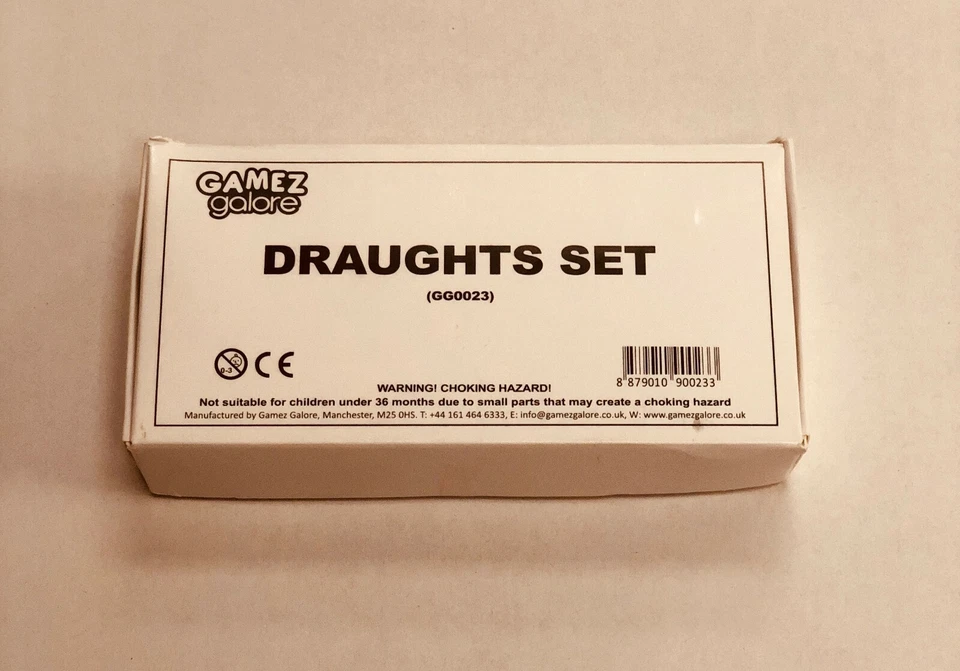 GAMEZ
galore
DRAUGHTS SET
(GG0023)
0-3 CE
8 879010 900233
WARNING! CHOKING HAZARD!
Not suitable for children under 36 months due to small parts that may create a choking hazard
Manufactured by Gamez Galore, Manchester, M25 0HS. T: +44 161 464 6333, E: info@gamezgalore.co.uk, W: www.gamezgalore.co.uk